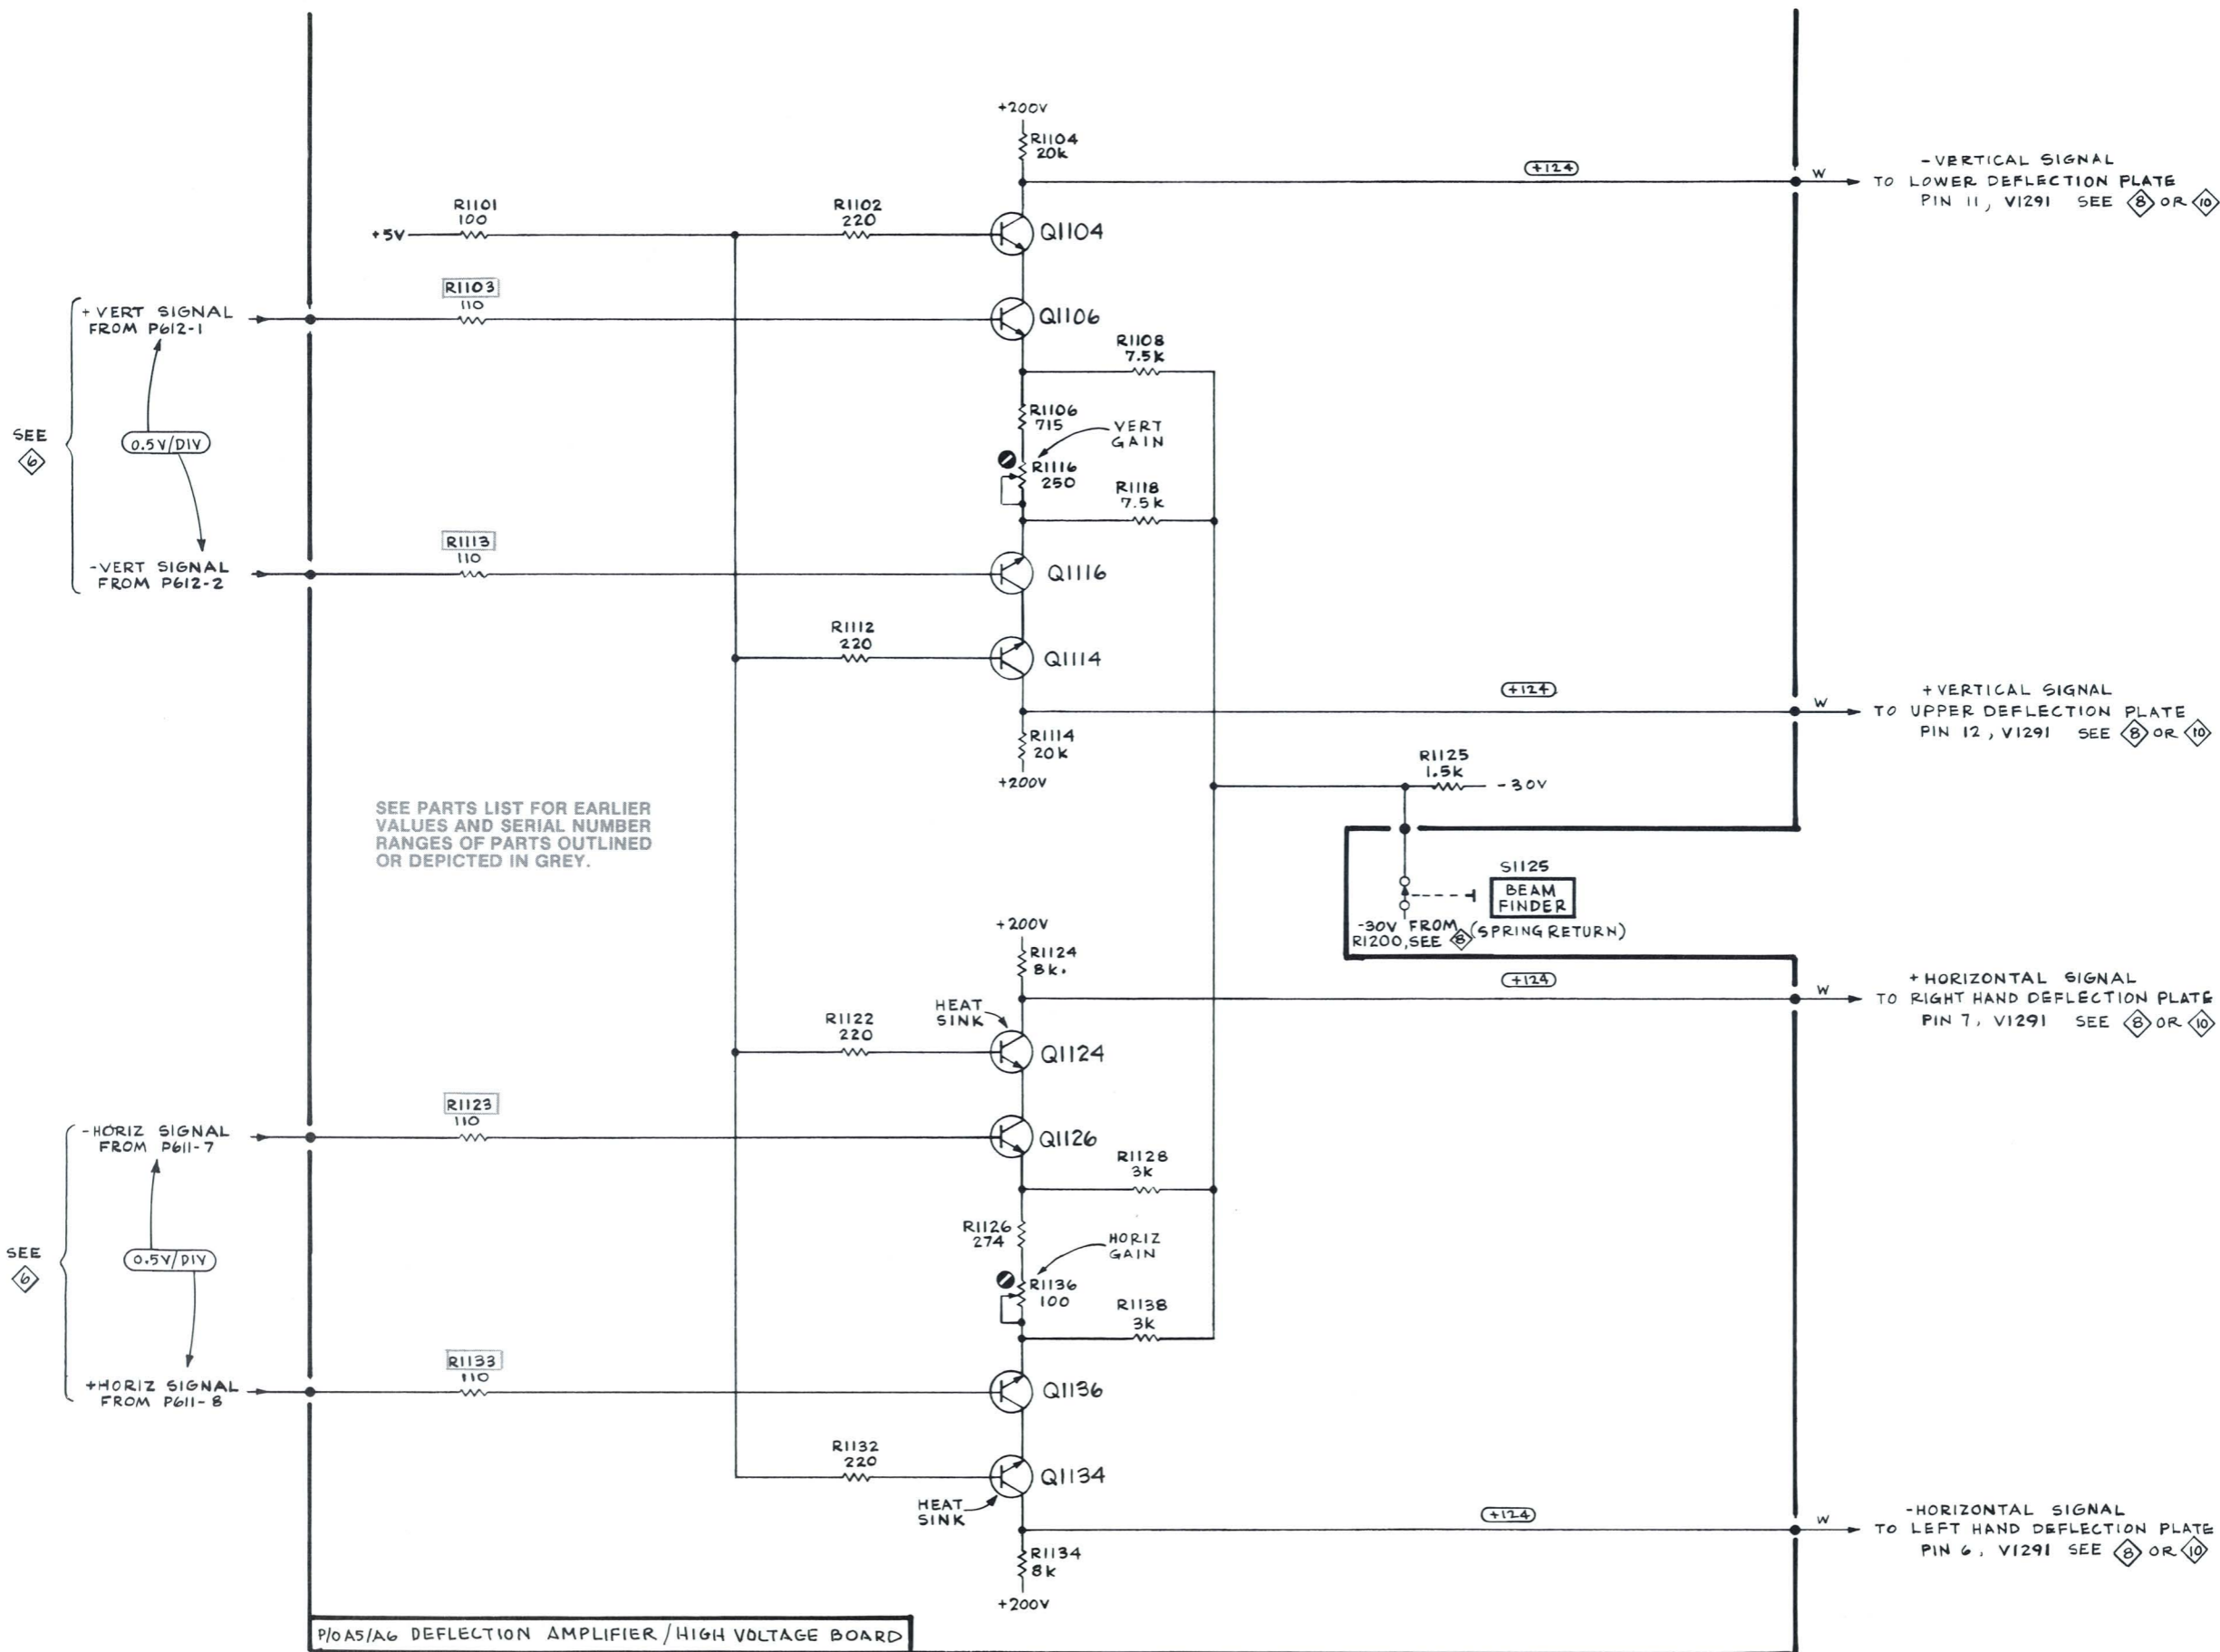 +200V
R1104
20K
+124
-VERTICAL SIGNAL
TO LOWER DEFLECTION PLATE
PIN 11, V1291 SEE 8 OR 10
W
R1101
100
+5V
R1102
220
Q1104
R1103
110
+VERT SIGNAL
FROM P612-1
Q1106
R1108
7.5K
SEE
6
0.5V/DIV
R1106
715
VERT
GAIN
R1116
250
R1118
7.5K
R1113
110
-VERT SIGNAL
FROM P612-2
Q1116
R1112
220
Q1114
+124
+VERTICAL SIGNAL
TO UPPER DEFLECTION PLATE
PIN 12, V1291 SEE 8 OR 10
W
R1114
20K
+200V
R1125
1.5K
-30V
SEE PARTS LIST FOR EARLIER
VALUES AND SERIAL NUMBER
RANGES OF PARTS OUTLINED
OR DEPICTED IN GREY.
S1125
BEAM
FINDER
-30V FROM
R1200, SEE 8 (SPRING RETURN)
+200V
R1124
8K.
+124
+HORIZONTAL SIGNAL
TO RIGHT HAND DEFLECTION PLATE
PIN 7, V1291 SEE 8 OR 10
W
HEAT
SINK
R1122
220
Q1124
R1123
110
-HORIZ SIGNAL
FROM P611-7
Q1126
R1128
3K
SEE
6
0.5V/DIV
R1126
274
HORIZ
GAIN
R1136
100
R1138
3K
R1133
110
+HORIZ SIGNAL
FROM P611-8
Q1136
R1132
220
Q1134
HEAT
SINK
+124
-HORIZONTAL SIGNAL
TO LEFT HAND DEFLECTION PLATE
PIN 6, V1291 SEE 8 OR 10
W
R1134
8K
+200V
P/O A5/A6 DEFLECTION AMPLIFIER/HIGH VOLTAGE BOARD